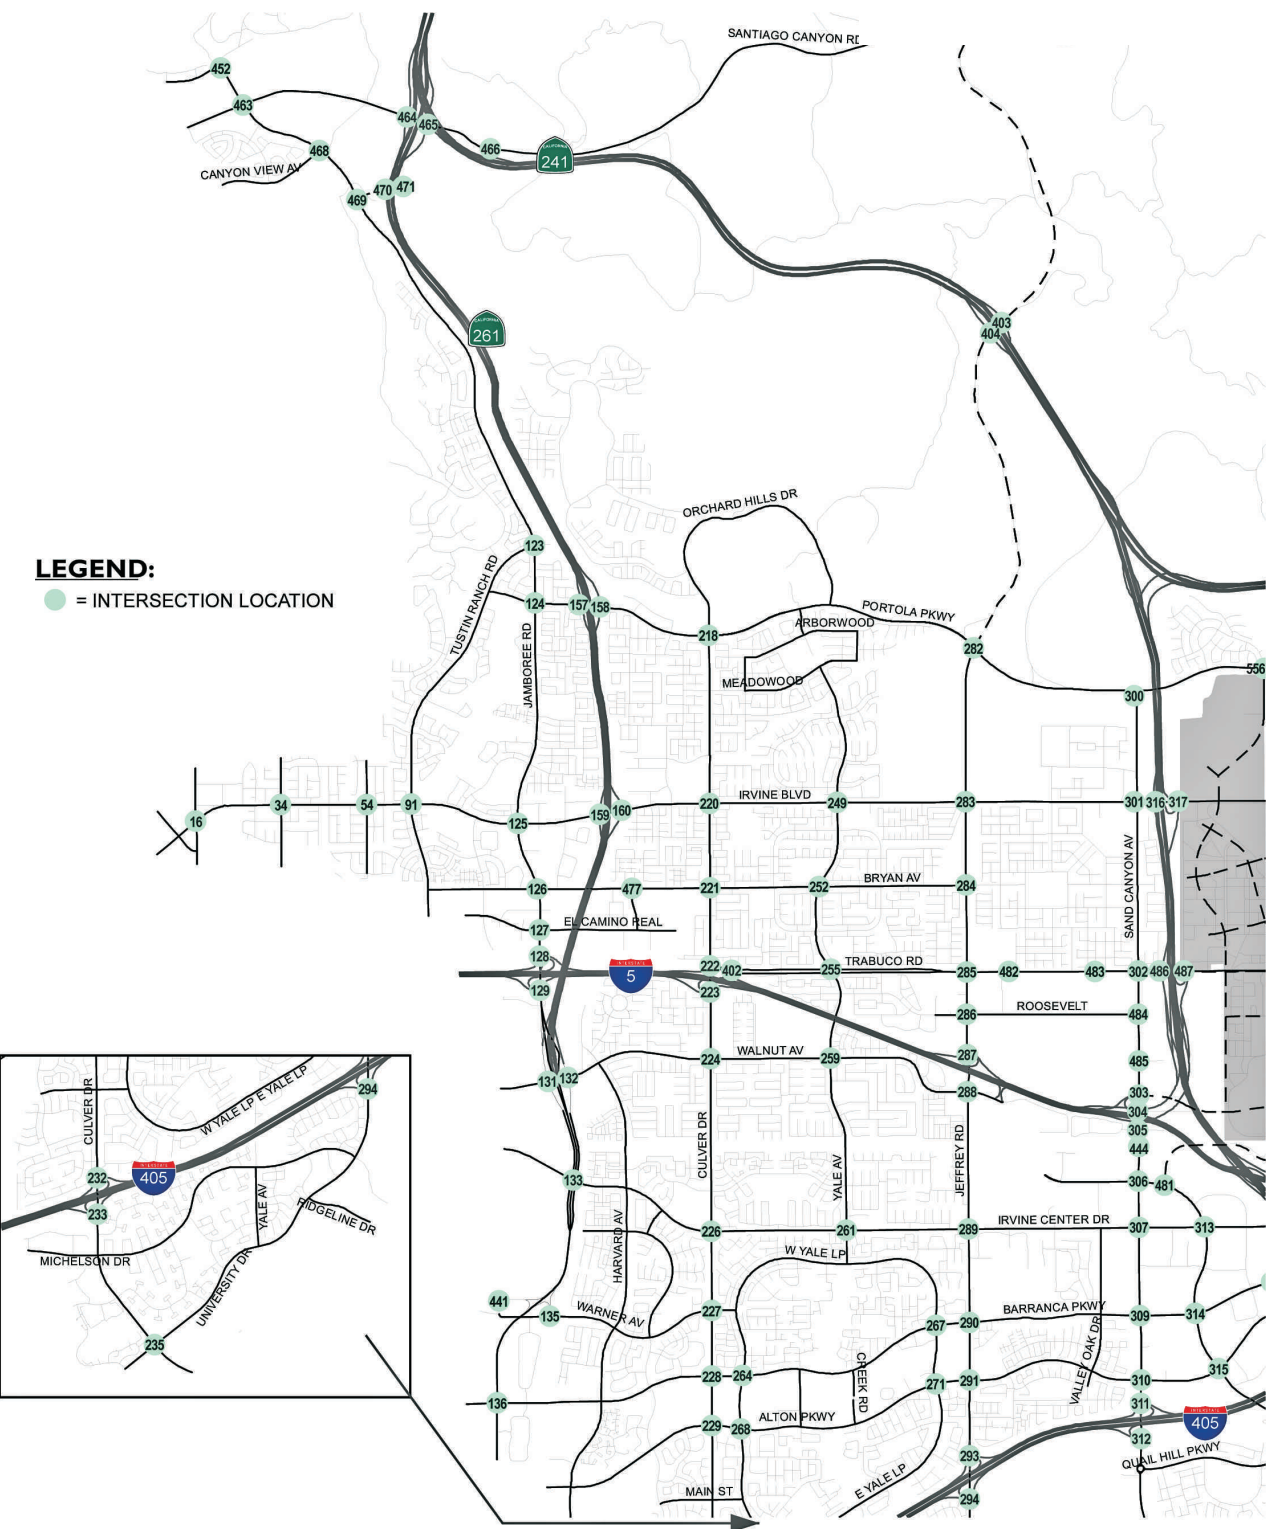 SANTIAGO CANYON RD
452
463
464
465
466
CALIFORNIA
241
468
CANYON VIEW AV
470
471
469
403
404
CALIFORNIA
261
ORCHARD HILLS DR
LEGEND:
= INTERSECTION LOCATION
123
TUSTIN RANCH RD
124
157
158
PORTOLA PKWY
ARBORWOOD
218
JAMBOREE RD
282
MEADOWOOD
556
300
16
34
54
91
125
159
160
220
IRVINE BLVD
249
283
301
316
317
SAND CANYON AV
126
477
221
252
BRYAN AV
284
127
EL CAMINO REAL
128
INTERSTATE
5
222
402
255
TRABUCO RD
285
482
483
302
486
487
129
223
286
ROOSEVELT
484
224
WALNUT AV
259
287
485
131
132
288
303
304
305
444
CULVER DR
W YALE LP
E YALE LP
294
232
INTERSTATE
405
233
YALE AV
RIDGELINE DR
MICHELSON DR
UNIVERSITY DR
235
CULVER DR
YALE AV
JEFFREY RD
133
306
481
HARVARD AV
226
261
289
IRVINE CENTER DR
307
313
W YALE LP
441
135
WARNER AV
227
267
290
BARRANCA PKWY
309
314
VALLEY OAK DR
CREEK RD
228
264
271
291
310
315
136
311
INTERSTATE
405
229
268
ALTON PKWY
312
QUAIL HILL PKWY
293
E YALE LP
MAIN ST
294